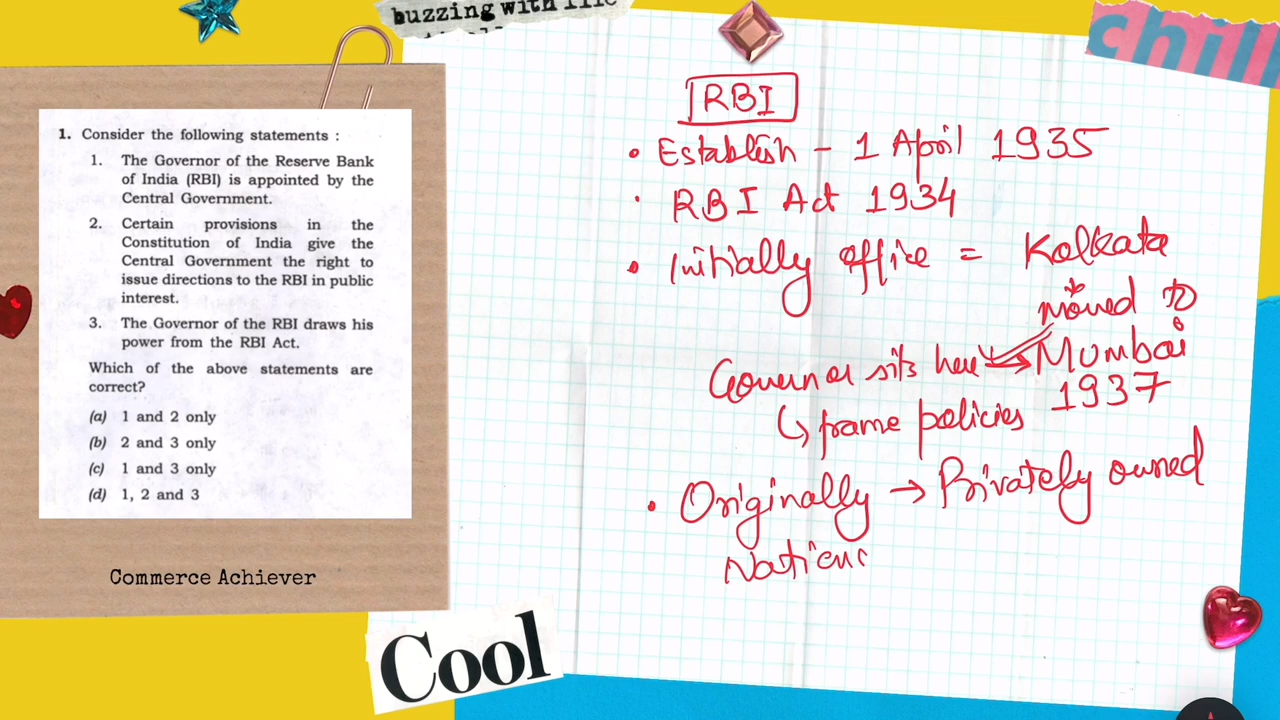 buzzing with life
chill
1. Consider the following statements :
1. The Governor of the Reserve Bank
of India (RBI) is appointed by the
Central Government.
2. Certain provisions in the
Constitution of India give the
Central Government the right to
issue directions to the RBI in public
interest.
3. The Governor of the RBI draws his
power from the RBI Act.
Which of the above statements are
correct?
(a) 1 and 2 only
(b) 2 and 3 only
(c) 1 and 3 only
(d) 1, 2 and 3
Commerce Achiever
Cool
RBI
• Establish - 1 April 1935
• RBI Act 1934
• Initially office = Kolkata
moved to
Governor sits here Mumbai
↳ frame policies 1937
• Originally → Privately owned
Nation